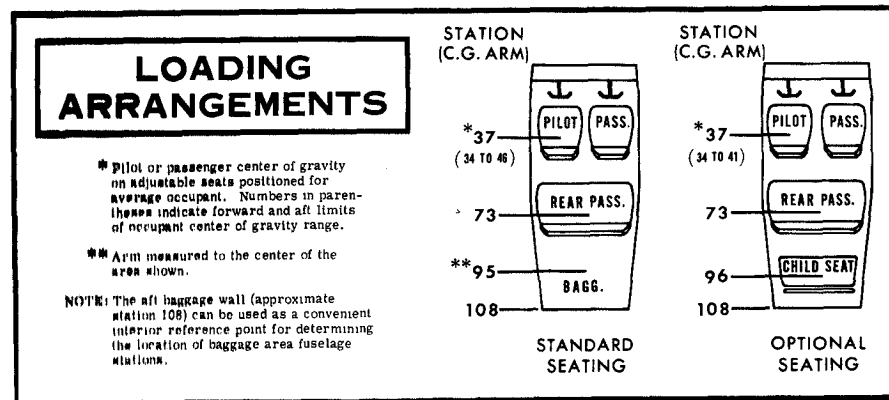 LOADING
ARRANGEMENTS
* Pilot or passenger center of gravity
on adjustable seats positioned for
average occupant. Numbers in paren-
theses indicate forward and aft limits
of occupant center of gravity range.
** Arm measured to the center of the
area shown.
NOTE: The aft baggage wall (approximate
station 108) can be used as a convenient
interior reference point for determining
the location of baggage area fuselage
stations.
STATION
(C.G. ARM)
PILOT PASS.
*37
(34 TO 46)
REAR PASS.
73
**95
BAGG.
108
STANDARD
SEATING
STATION
(C.G. ARM)
PILOT PASS.
*37
(34 TO 41)
REAR PASS.
73
CHILD SEAT
96
108
OPTIONAL
SEATING